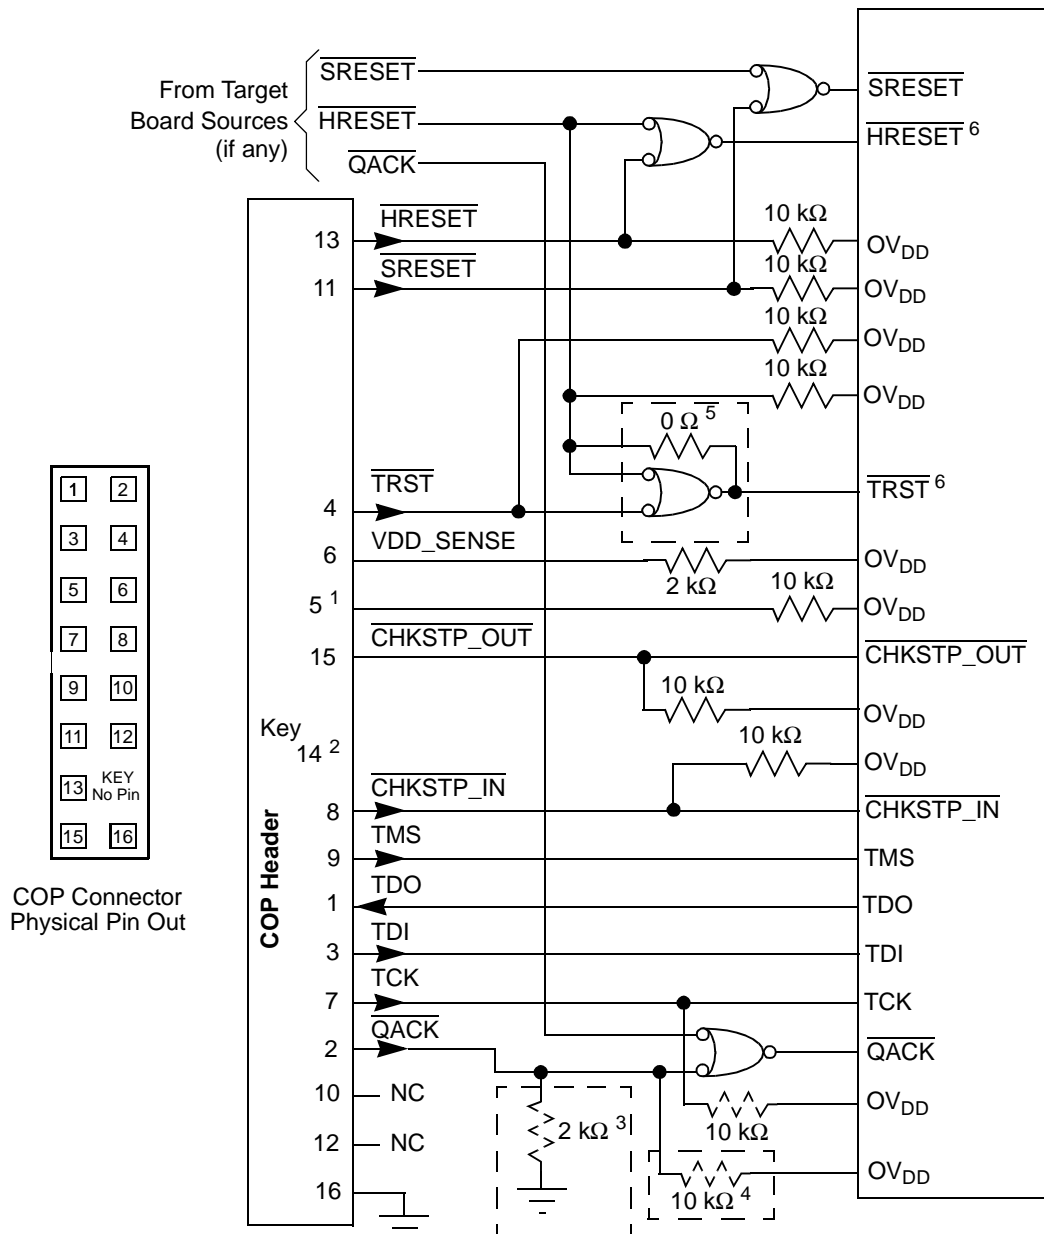 From Target
Board Sources
(if any)
SRESET
HRESET
QACK
SRESET
HRESET 6
13
HRESET
10 kΩ
OVDD
11
SRESET
10 kΩ
OVDD
10 kΩ
OVDD
10 kΩ
OVDD
0 Ω 5
4
TRST
TRST 6
6
VDD_SENSE
2 kΩ
OVDD
5 1
10 kΩ
OVDD
15
CHKSTP_OUT
CHKSTP_OUT
10 kΩ
OVDD
Key
14 2
10 kΩ
OVDD
8
CHKSTP_IN
CHKSTP_IN
9
TMS
TMS
1
TDO
TDO
3
TDI
TDI
7
TCK
TCK
2
QACK
QACK
10
NC
10 kΩ
OVDD
2 kΩ 3
12
NC
10 kΩ 4
OVDD
16
COP Header
1 2
3 4
5 6
7 8
9 10
11 12
13 KEY
No Pin
15 16
COP Connector
Physical Pin Out